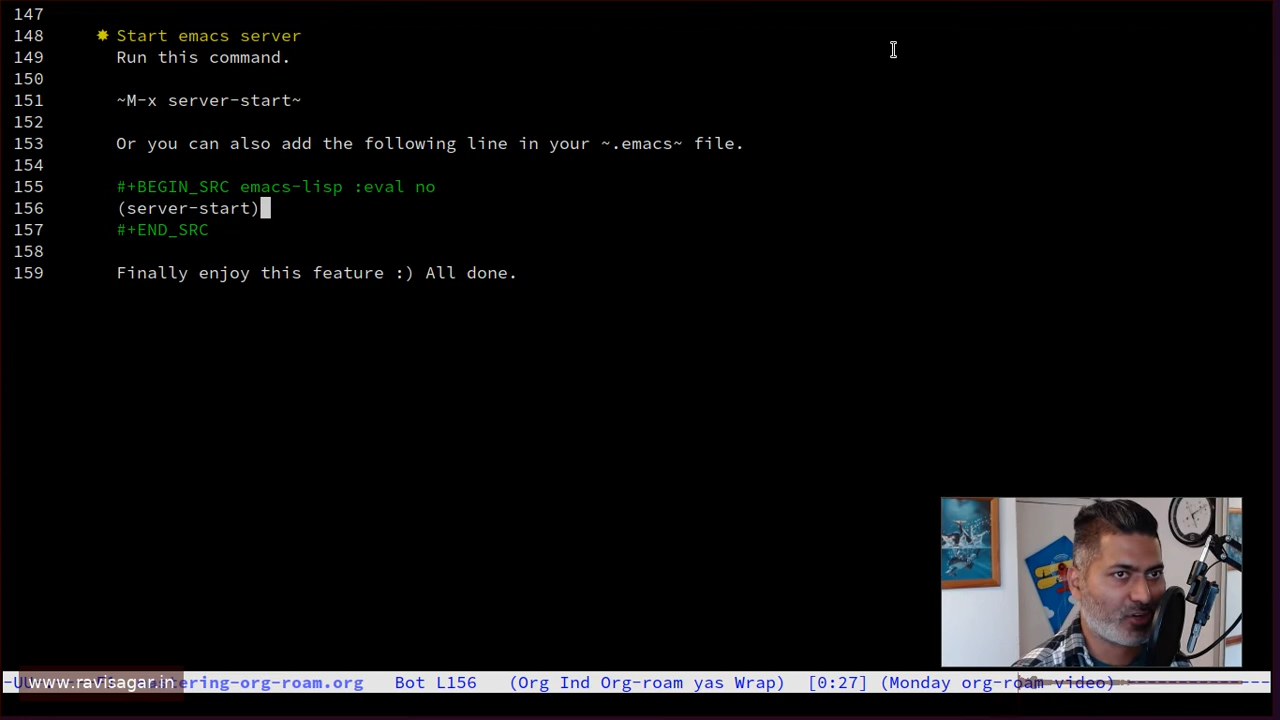 147
148 Start emacs server
149 Run this command.
150
151 ~M-x server-start~
152
153 Or you can also add the following line in your ~.emacs~ file.
154
155 #+BEGIN_SRC emacs-lisp :eval no
156 (server-start)
157 #+END_SRC
158
159 Finally enjoy this feature :) All done.
www.ravisagar.in tering-org-roam.org Bot L156 (Org Ind Org-roam yas Wrap) [0:27] (Monday org-roam video)